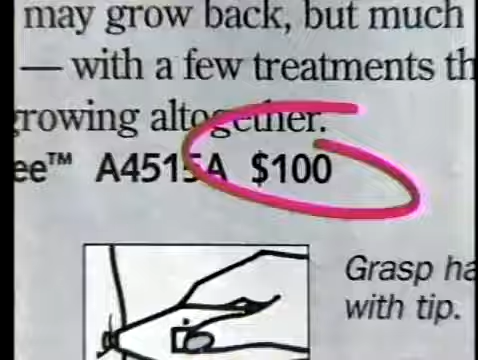 may grow back, but much
— with a few treatments th
growing altogether.
ee™ A4515A $100
Grasp ha
with tip.